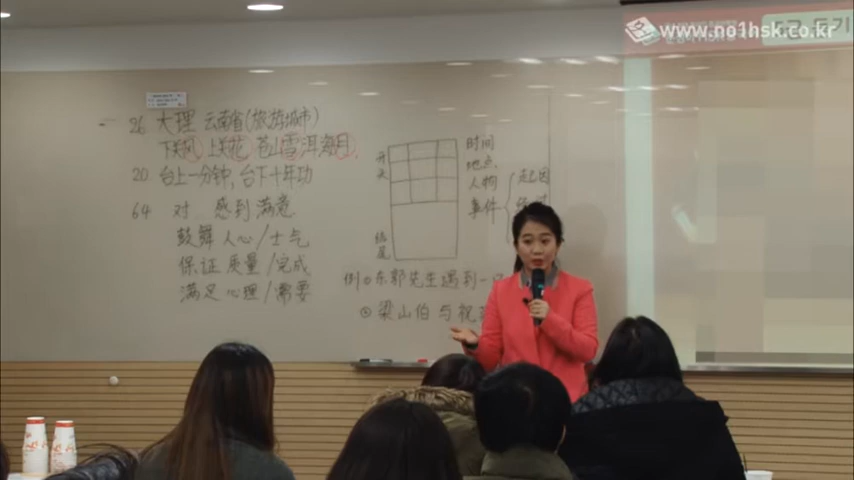 www.no1hsk.co.kr
26 大理 云南省(旅游城市)
下关风 上关花 苍山雪 洱海月.
20 台上一分钟, 台下十年功
64 对 感到 满意
鼓舞 人心/士气
保证 质量/完成
满足 心理/需要
开头
结尾
时间
地点.
人物
事件
起因
例 ① 东郭先生遇到一
② 梁山伯 与 祝